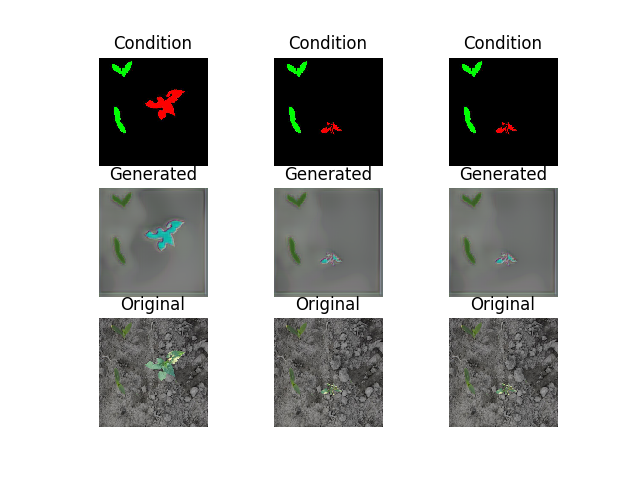 Condition Condition Condition
Generated Generated Generated
Original Original Original